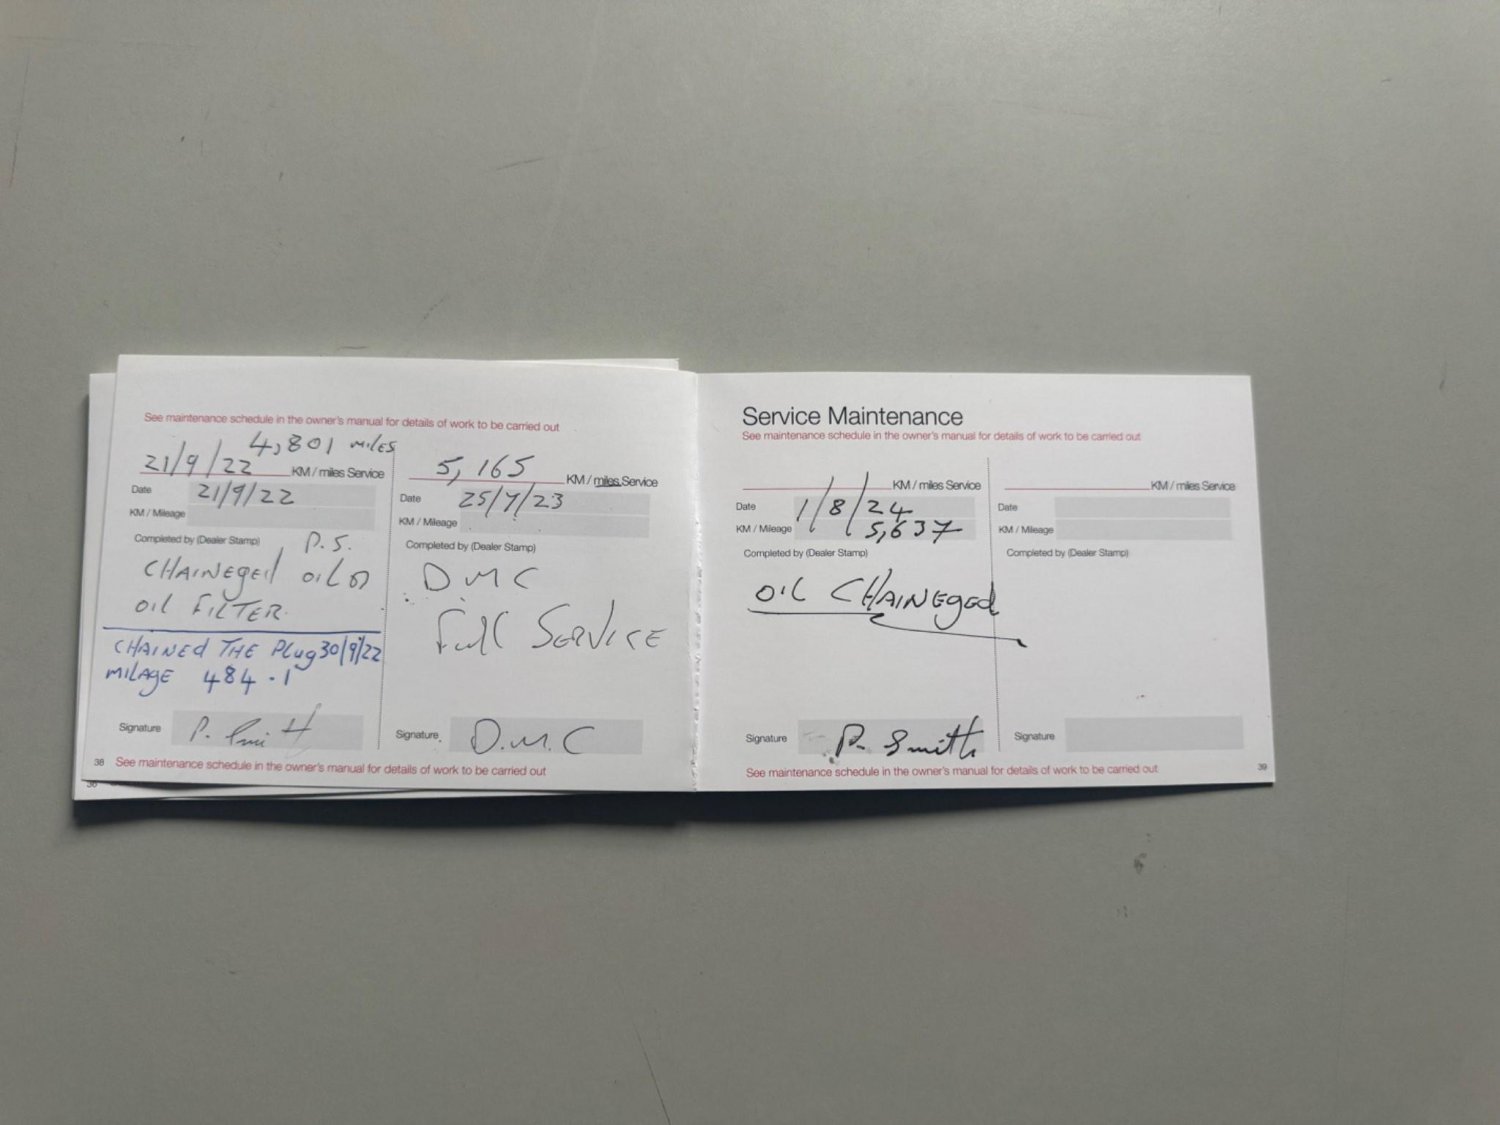 See maintenance schedule in the owner's manual for details of work to be carried out
4,801 MILES
21/9/22 KM / miles Service
Date 21/9/22
KM / Mileage
Completed by (Dealer Stamp) P.S.
CHAINEGED OIL
OIL FILTER.
CHAINED THE PLUG 30/9/22
MILAGE 484.1
Signature P. Smith
38 See maintenance schedule in the owner's manual for details of work to be carried out
36
5,165 KM / miles Service
Date 25/7/23
KM / Mileage
Completed by (Dealer Stamp)
DMC
FULL SERVICE
Signature D.M.C
Service Maintenance
See maintenance schedule in the owner's manual for details of work to be carried out
KM / miles Service
Date 1/8/24
KM / Mileage 5,637
Completed by (Dealer Stamp)
OIL CHAINEGED
Signature P. Smith
KM / miles Service
Date
KM / Mileage
Completed by (Dealer Stamp)
Signature
See maintenance schedule in the owner's manual for details of work to be carried out 39